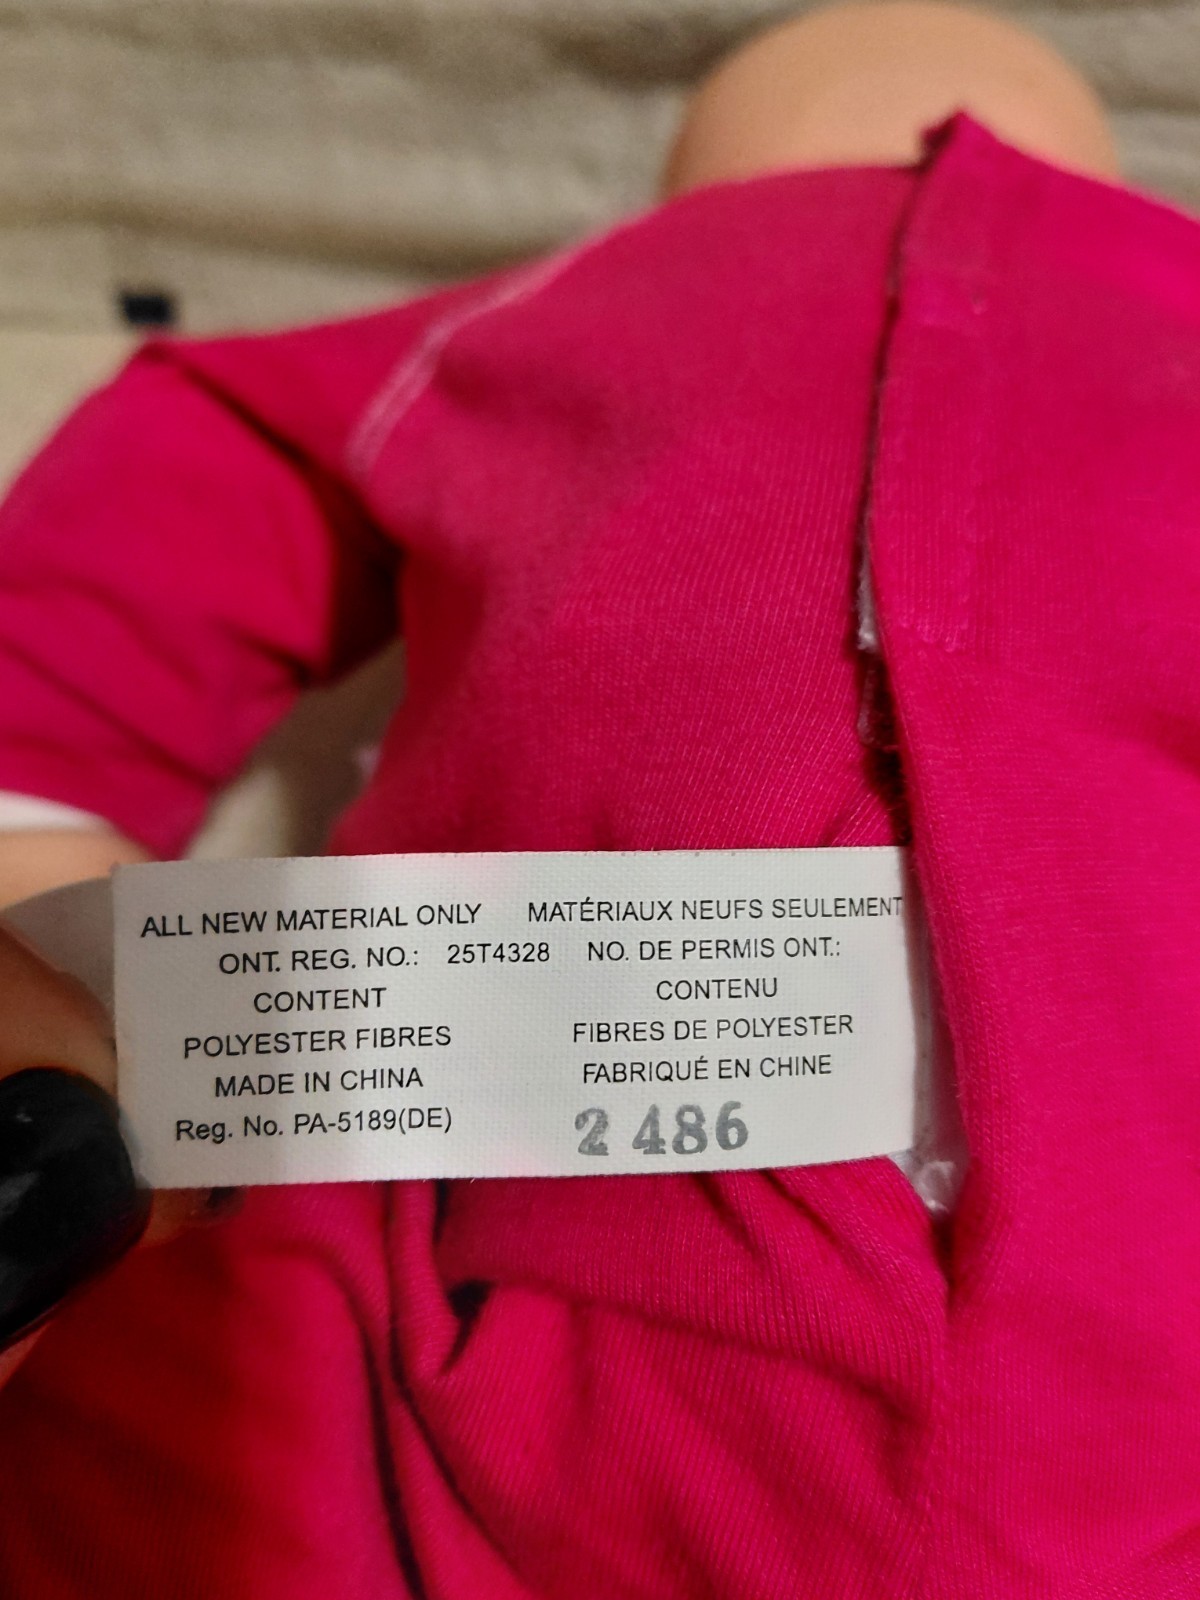 ALL NEW MATERIAL ONLY MATÉRIAUX NEUFS SEULEMENT
ONT. REG. NO.: 25T4328 NO. DE PERMIS ONT.:
CONTENT CONTENU
POLYESTER FIBRES FIBRES DE POLYESTER
MADE IN CHINA FABRIQUÉ EN CHINE
Reg. No. PA-5189(DE) 2 486